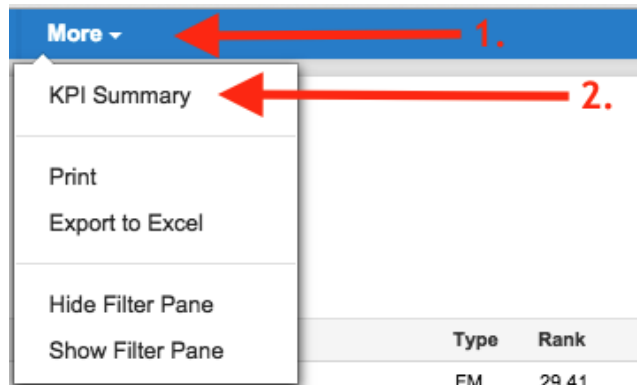 More
1.
KPI Summary
2.
Print
Export to Excel
Hide Filter Pane
Show Filter Pane
Type Rank
FM 29.41